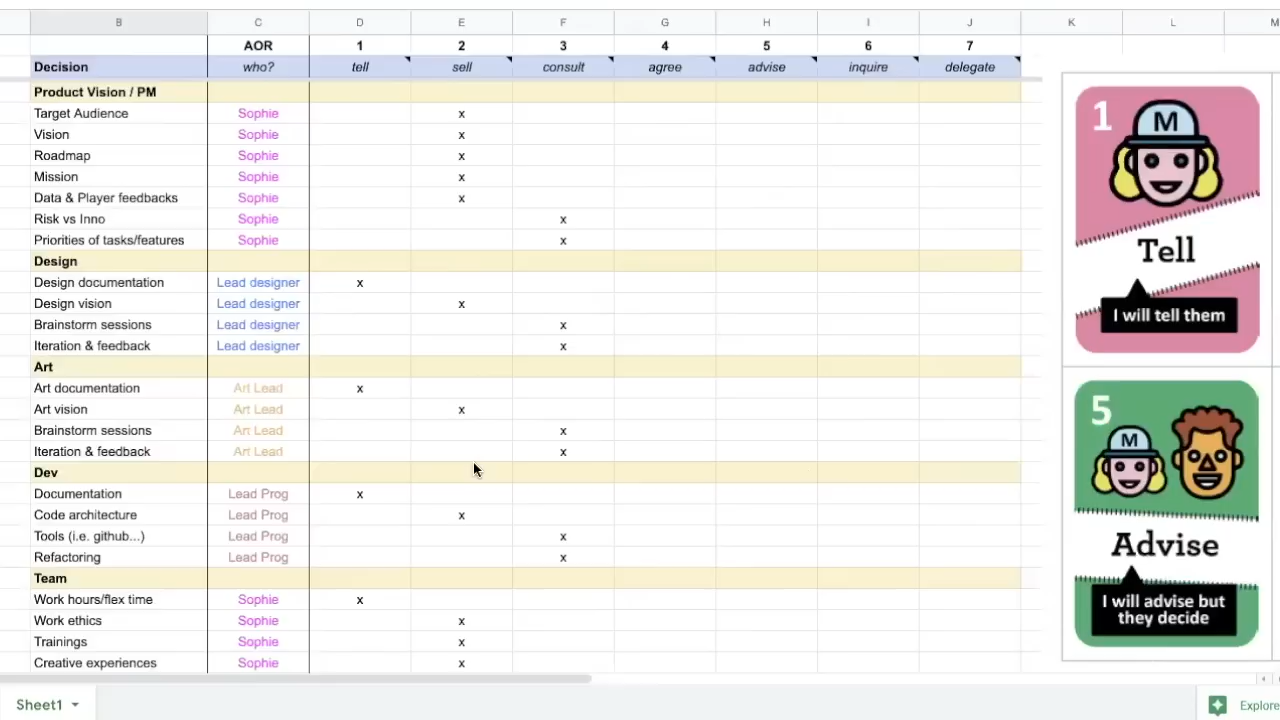 B C D E F G H I J K L M
AOR 1 2 3 4 5 6 7
Decision who? tell sell consult agree advise inquire delegate
Product Vision / PM
Target Audience Sophie x
Vision Sophie x
Roadmap Sophie x
Mission Sophie x
Data & Player feedbacks Sophie x
Risk vs Inno Sophie x
Priorities of tasks/features Sophie x
Design
Design documentation Lead designer x
Design vision Lead designer x
Brainstorm sessions Lead designer x
Iteration & feedback Lead designer x
Art
Art documentation Art Lead x
Art vision Art Lead x
Brainstorm sessions Art Lead x
Iteration & feedback Art Lead x
Dev
Documentation Lead Prog x
Code architecture Lead Prog x
Tools (i.e. github...) Lead Prog x
Refactoring Lead Prog x
Team
Work hours/flex time Sophie x
Work ethics Sophie x
Trainings Sophie x
Creative experiences Sophie x
1
M
Tell
I will tell them
5
M
Advise
I will advise but
they decide
Sheet1
Explore